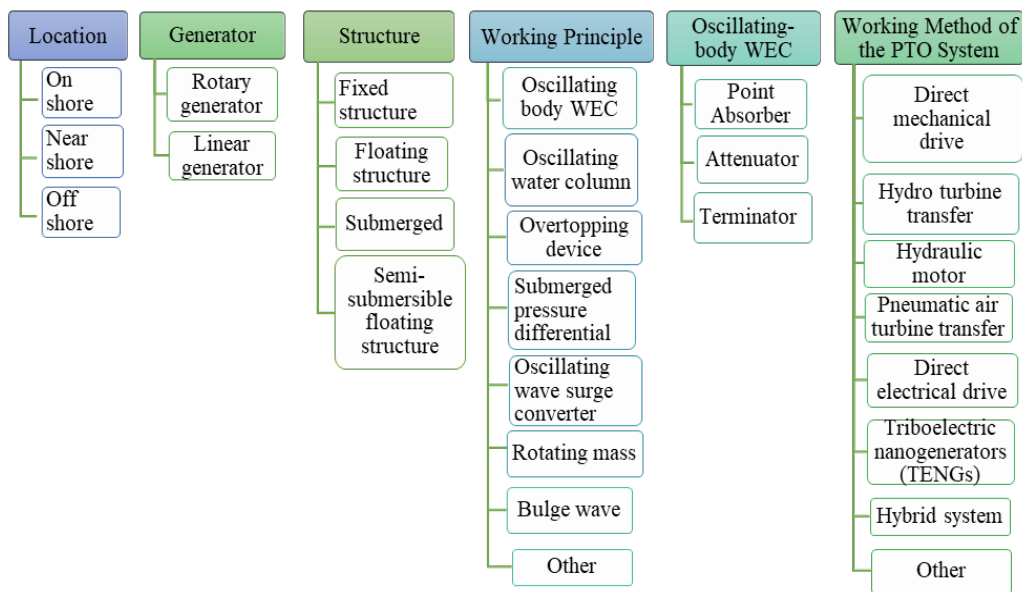 Location
On
shore
Near
shore
Off
shore
Generator
Rotary
generator
Linear
generator
Structure
Fixed
structure
Floating
structure
Submerged
Semi-
submersible
floating
structure
Working Principle
Oscillating
body WEC
Oscillating
water column
Overtopping
device
Submerged
pressure
differential
Oscillating
wave surge
converter
Rotating mass
Bulge wave
Other
Oscillating-
body WEC
Point
Absorber
Attenuator
Terminator
Working Method of
the PTO System
Direct
mechanical
drive
Hydro turbine
transfer
Hydraulic
motor
Pneumatic air
turbine transfer
Direct
electrical drive
Triboelectric
nanogenerators
(TENGs)
Hybrid system
Other